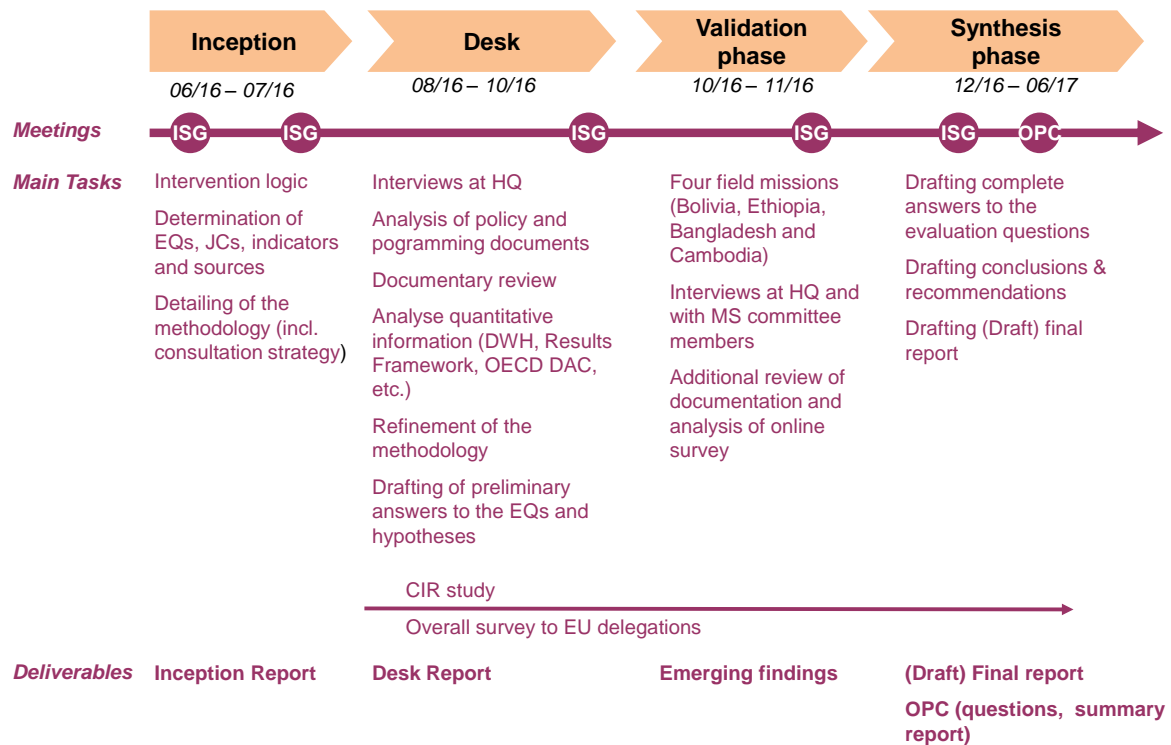 Inception
Desk
Validation
phase
Synthesis
phase
06/16 – 07/16
08/16 – 10/16
10/16 – 11/16
12/16 – 06/17
Meetings
ISG
ISG
ISG
ISG
ISG
OPC
Main Tasks
Intervention logic
Determination of
EQs, JCs, indicators
and sources
Detailing of the
methodology (incl.
consultation strategy)
Interviews at HQ
Analysis of policy and
pogramming documents
Documentary review
Analyse quantitative
information (DWH, Results
Framework, OECD DAC,
etc.)
Refinement of the
methodology
Drafting of preliminary
answers to the EQs and
hypotheses
Four field missions
(Bolivia, Ethiopia,
Bangladesh and
Cambodia)
Interviews at HQ and
with MS committee
members
Additional review of
documentation and
analysis of online
survey
Drafting complete
answers to the
evaluation questions
Drafting conclusions &
recommendations
Drafting (Draft) final
report
CIR study
Overall survey to EU delegations
Deliverables
Inception Report
Desk Report
Emerging findings
(Draft) Final report
OPC (questions, summary
report)